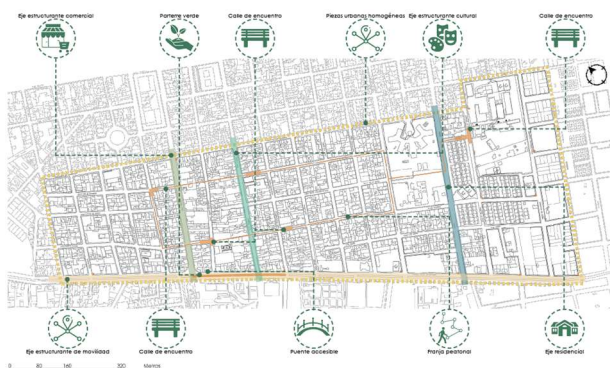 Eje estructurante comercial
Parterre verde
Calle de encuentro
Piezas urbanas homogéneas
Eje estructurante cultural
Calle de encuentro
Eje estructurante de movilidad
Calle de encuentro
Puente accesible
Franja peatonal
Eje residencial
0 80 160 320 Metros